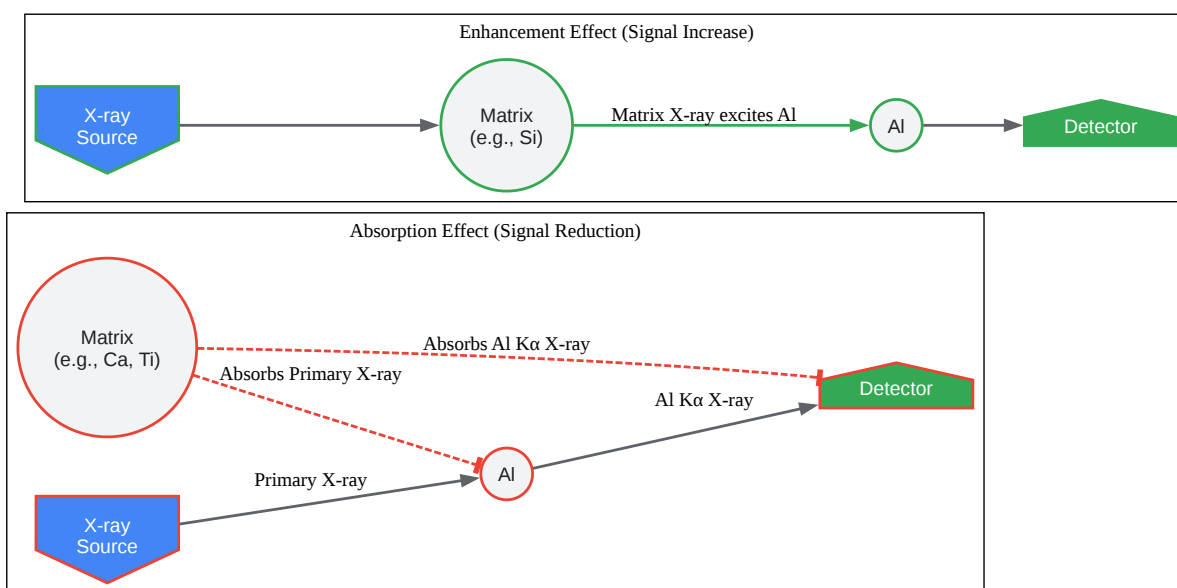 Enhancement Effect (Signal Increase)
X-ray
Source
Matrix
(e.g., Si)
Matrix X-ray excites Al
Al
Detector
Absorption Effect (Signal Reduction)
Matrix
(e.g., Ca, Ti)
Absorbs Al Kα X-ray
Absorbs Primary X-ray
Detector
Al Kα X-ray
Al
Primary X-ray
X-ray
Source